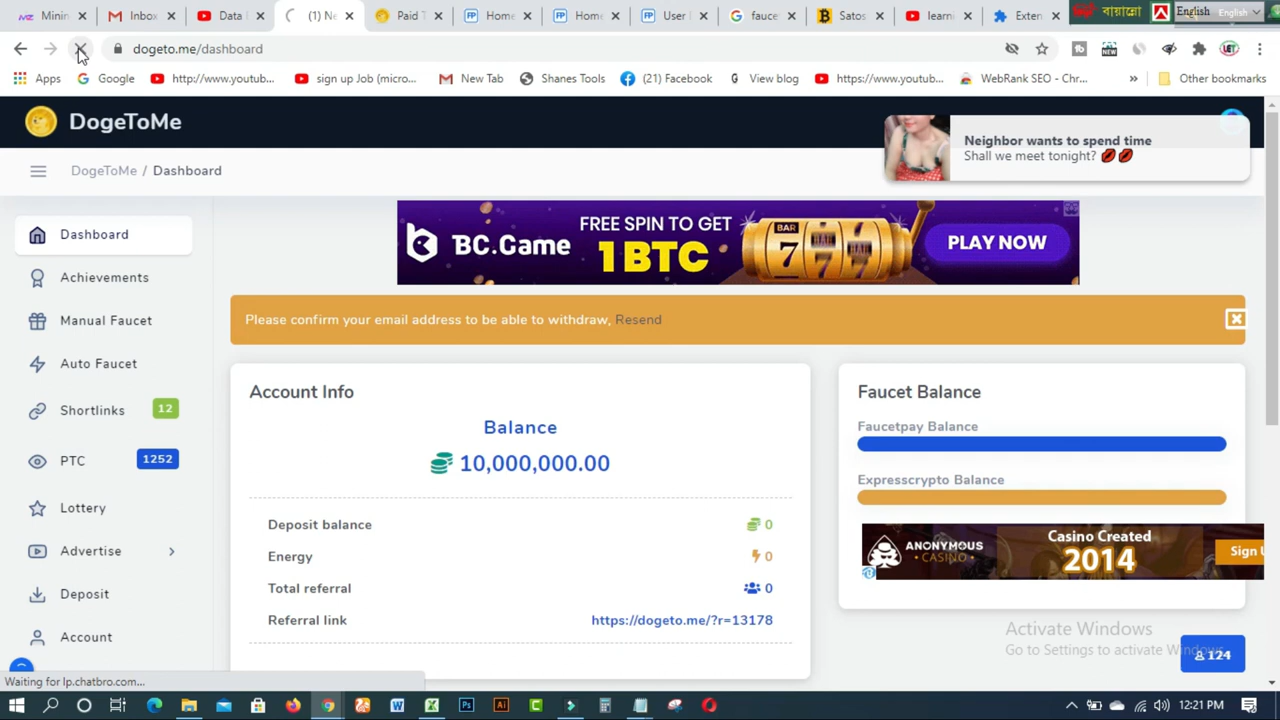 Minin
Inbox
Data
(1) Ne
Paid T
Home
Home
User
fauce
Satos
learn
Exten
বায়ান্নো
English
English
dogeto.me/dashboard
Apps
Google
http://www.youtub...
sign up Job (micro...
New Tab
Shanes Tools
(21) Facebook
View blog
https://www.youtub...
WebRank SEO - Chr...
»
Other bookmarks
DogeToMe
Neighbor wants to spend time
Shall we meet tonight? 💋💋
DogeToMe / Dashboard
Dashboard
Achievements
Manual Faucet
Auto Faucet
Shortlinks 12
PTC 1252
Lottery
Advertise
Deposit
Account
BC.GAME
FREE SPIN TO GET
1BTC
BAR
7
PLAY NOW
Please confirm your email address to be able to withdraw, Resend
Account Info
Balance
10,000,000.00
Deposit balance 0
Energy 0
Total referral 0
Referral link https://dogeto.me/?r=13178
Faucet Balance
Faucetpay Balance
Expresscrypto Balance
ANONYMOUS
• CASINO •
Casino Created
2014
Sign U
Activate Windows
Go to Settings to activate Windows.
124
Waiting for lp.chatbro.com...
12:21 PM